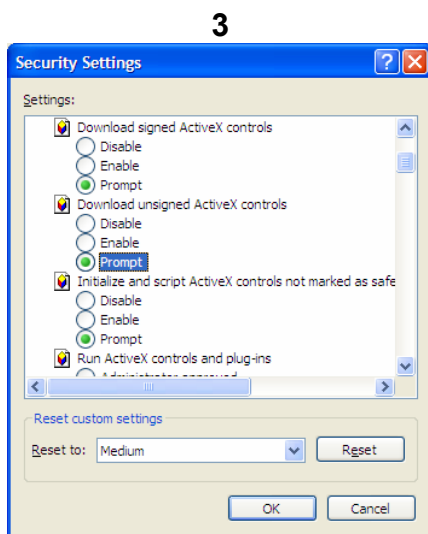 3
Security Settings
Settings:
Download signed ActiveX controls
Disable
Enable
Prompt
Download unsigned ActiveX controls
Disable
Enable
Prompt
Initialize and script ActiveX controls not marked as safe
Disable
Enable
Prompt
Run ActiveX controls and plug-ins
Administrator approved
Reset custom settings
Reset to: Medium Reset
OK Cancel